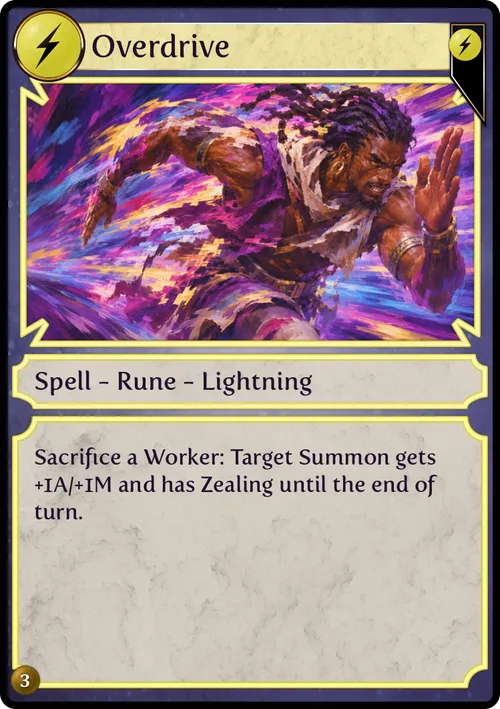 Overdrive
Spell - Rune - Lightning
Sacrifice a Worker: Target Summon gets
+1A/+1M and has Zealing until the end of
turn.
3